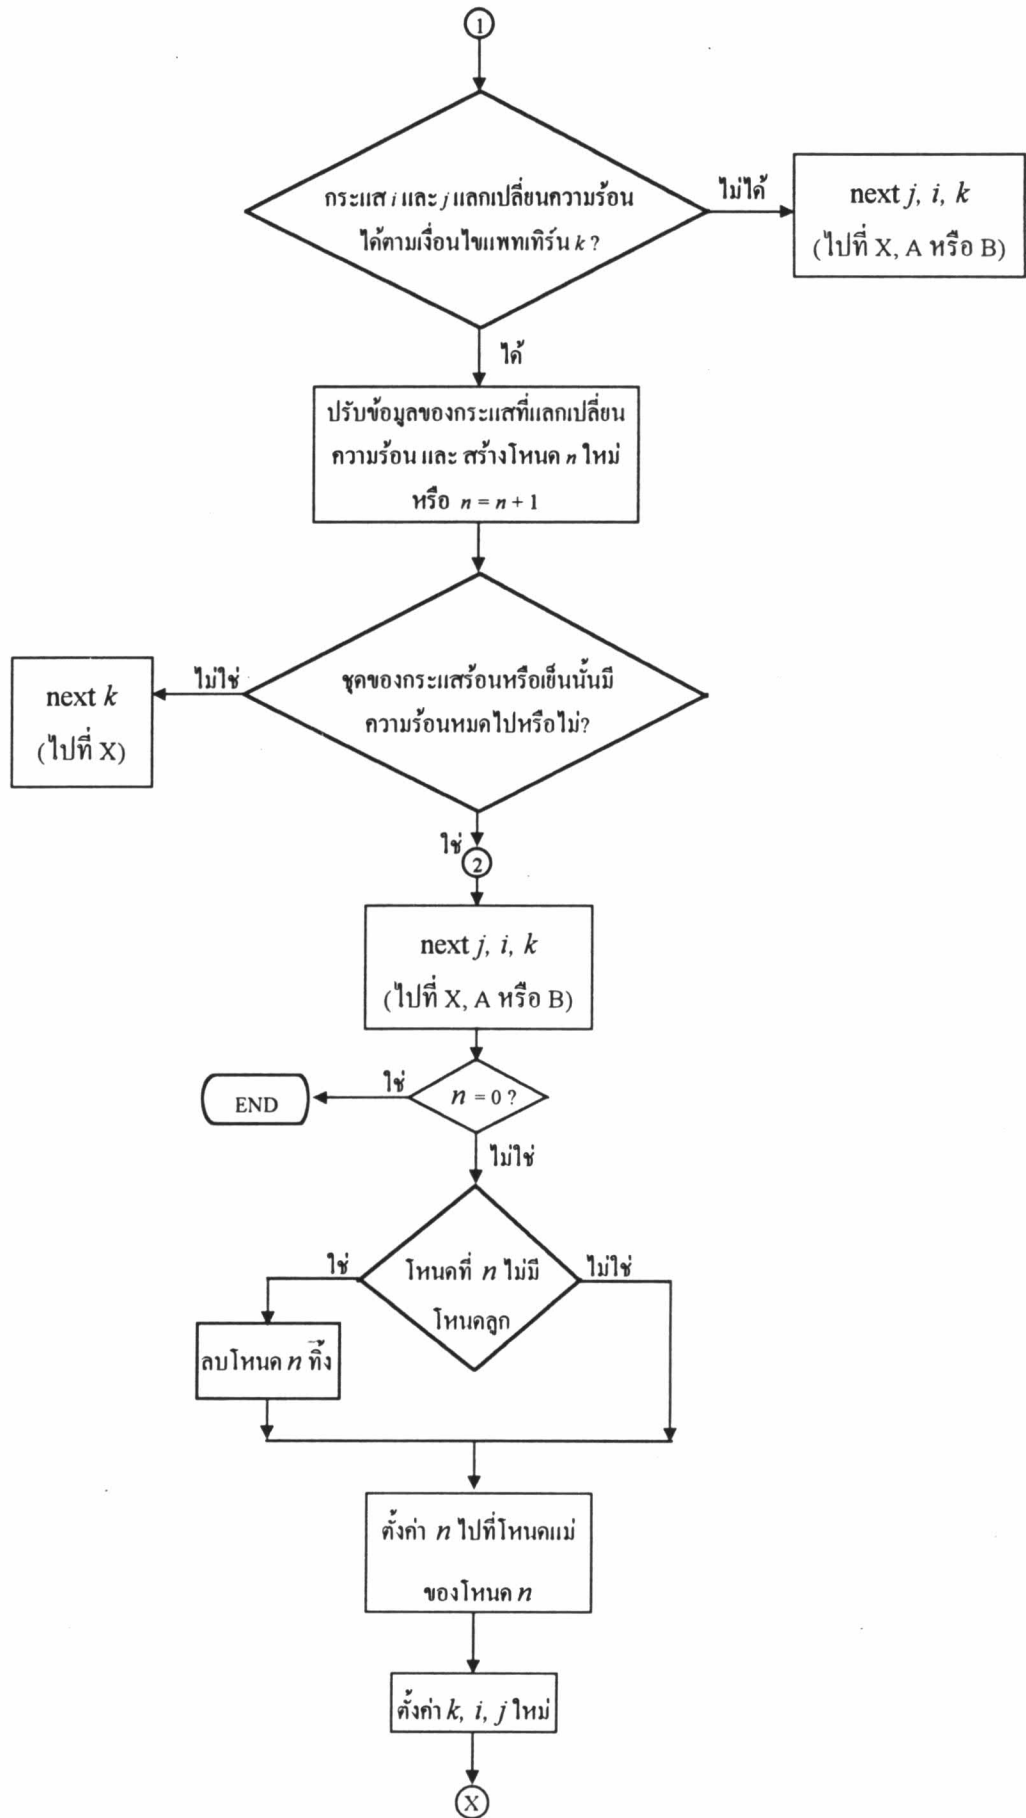 1
กระแส i และ j แลกเปลี่ยนความร้อน
ได้ตามเงื่อนไขแพทเทิร์น k ?
ไม่ได้
next j, i, k
(ไปที่ X, A หรือ B)
ได้
ปรับข้อมูลของกระแสที่แลกเปลี่ยน
ความร้อน และ สร้างโหนด n ใหม่
หรือ n = n + 1
ชุดของกระแสร้อนหรือเย็นนั้นมี
ความร้อนหมดไปหรือไม่?
ไม่ใช่
next k
(ไปที่ X)
ใช่
2
next j, i, k
(ไปที่ X, A หรือ B)
n = 0 ?
ใช่
END
ไม่ใช่
โหนดที่ n ไม่มี
โหนดลูก
ใช่
ไม่ใช่
ลบโหนด n ทิ้ง
ตั้งค่า n ไปที่โหนดแม่
ของโหนด n
ตั้งค่า k, i, j ใหม่
X